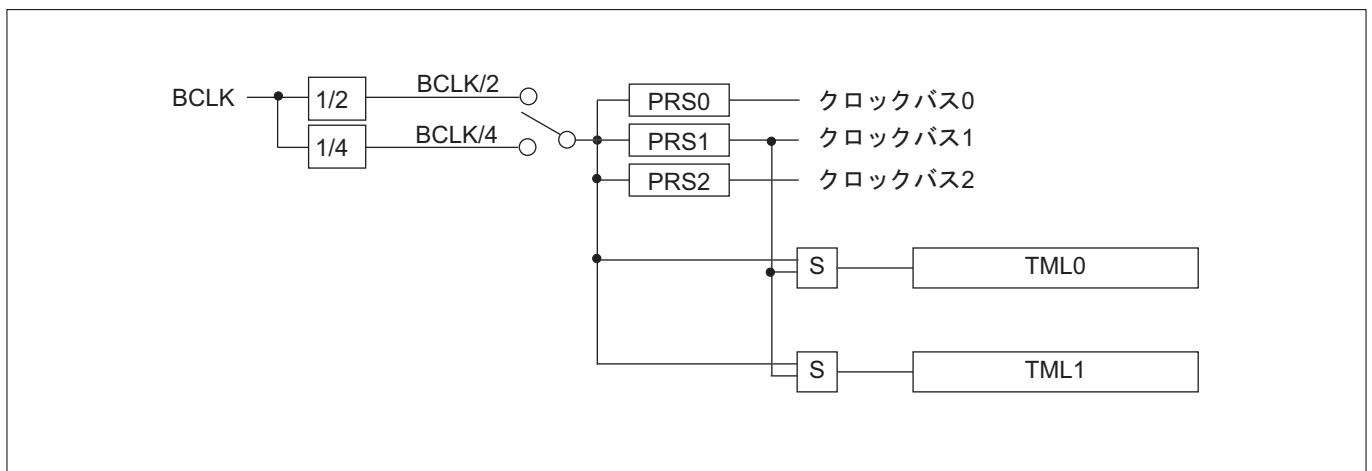 BCLK
1/2
BCLK/2
1/4
BCLK/4
PRS0
クロックバス0
PRS1
クロックバス1
PRS2
クロックバス2
S
TML0
S
TML1